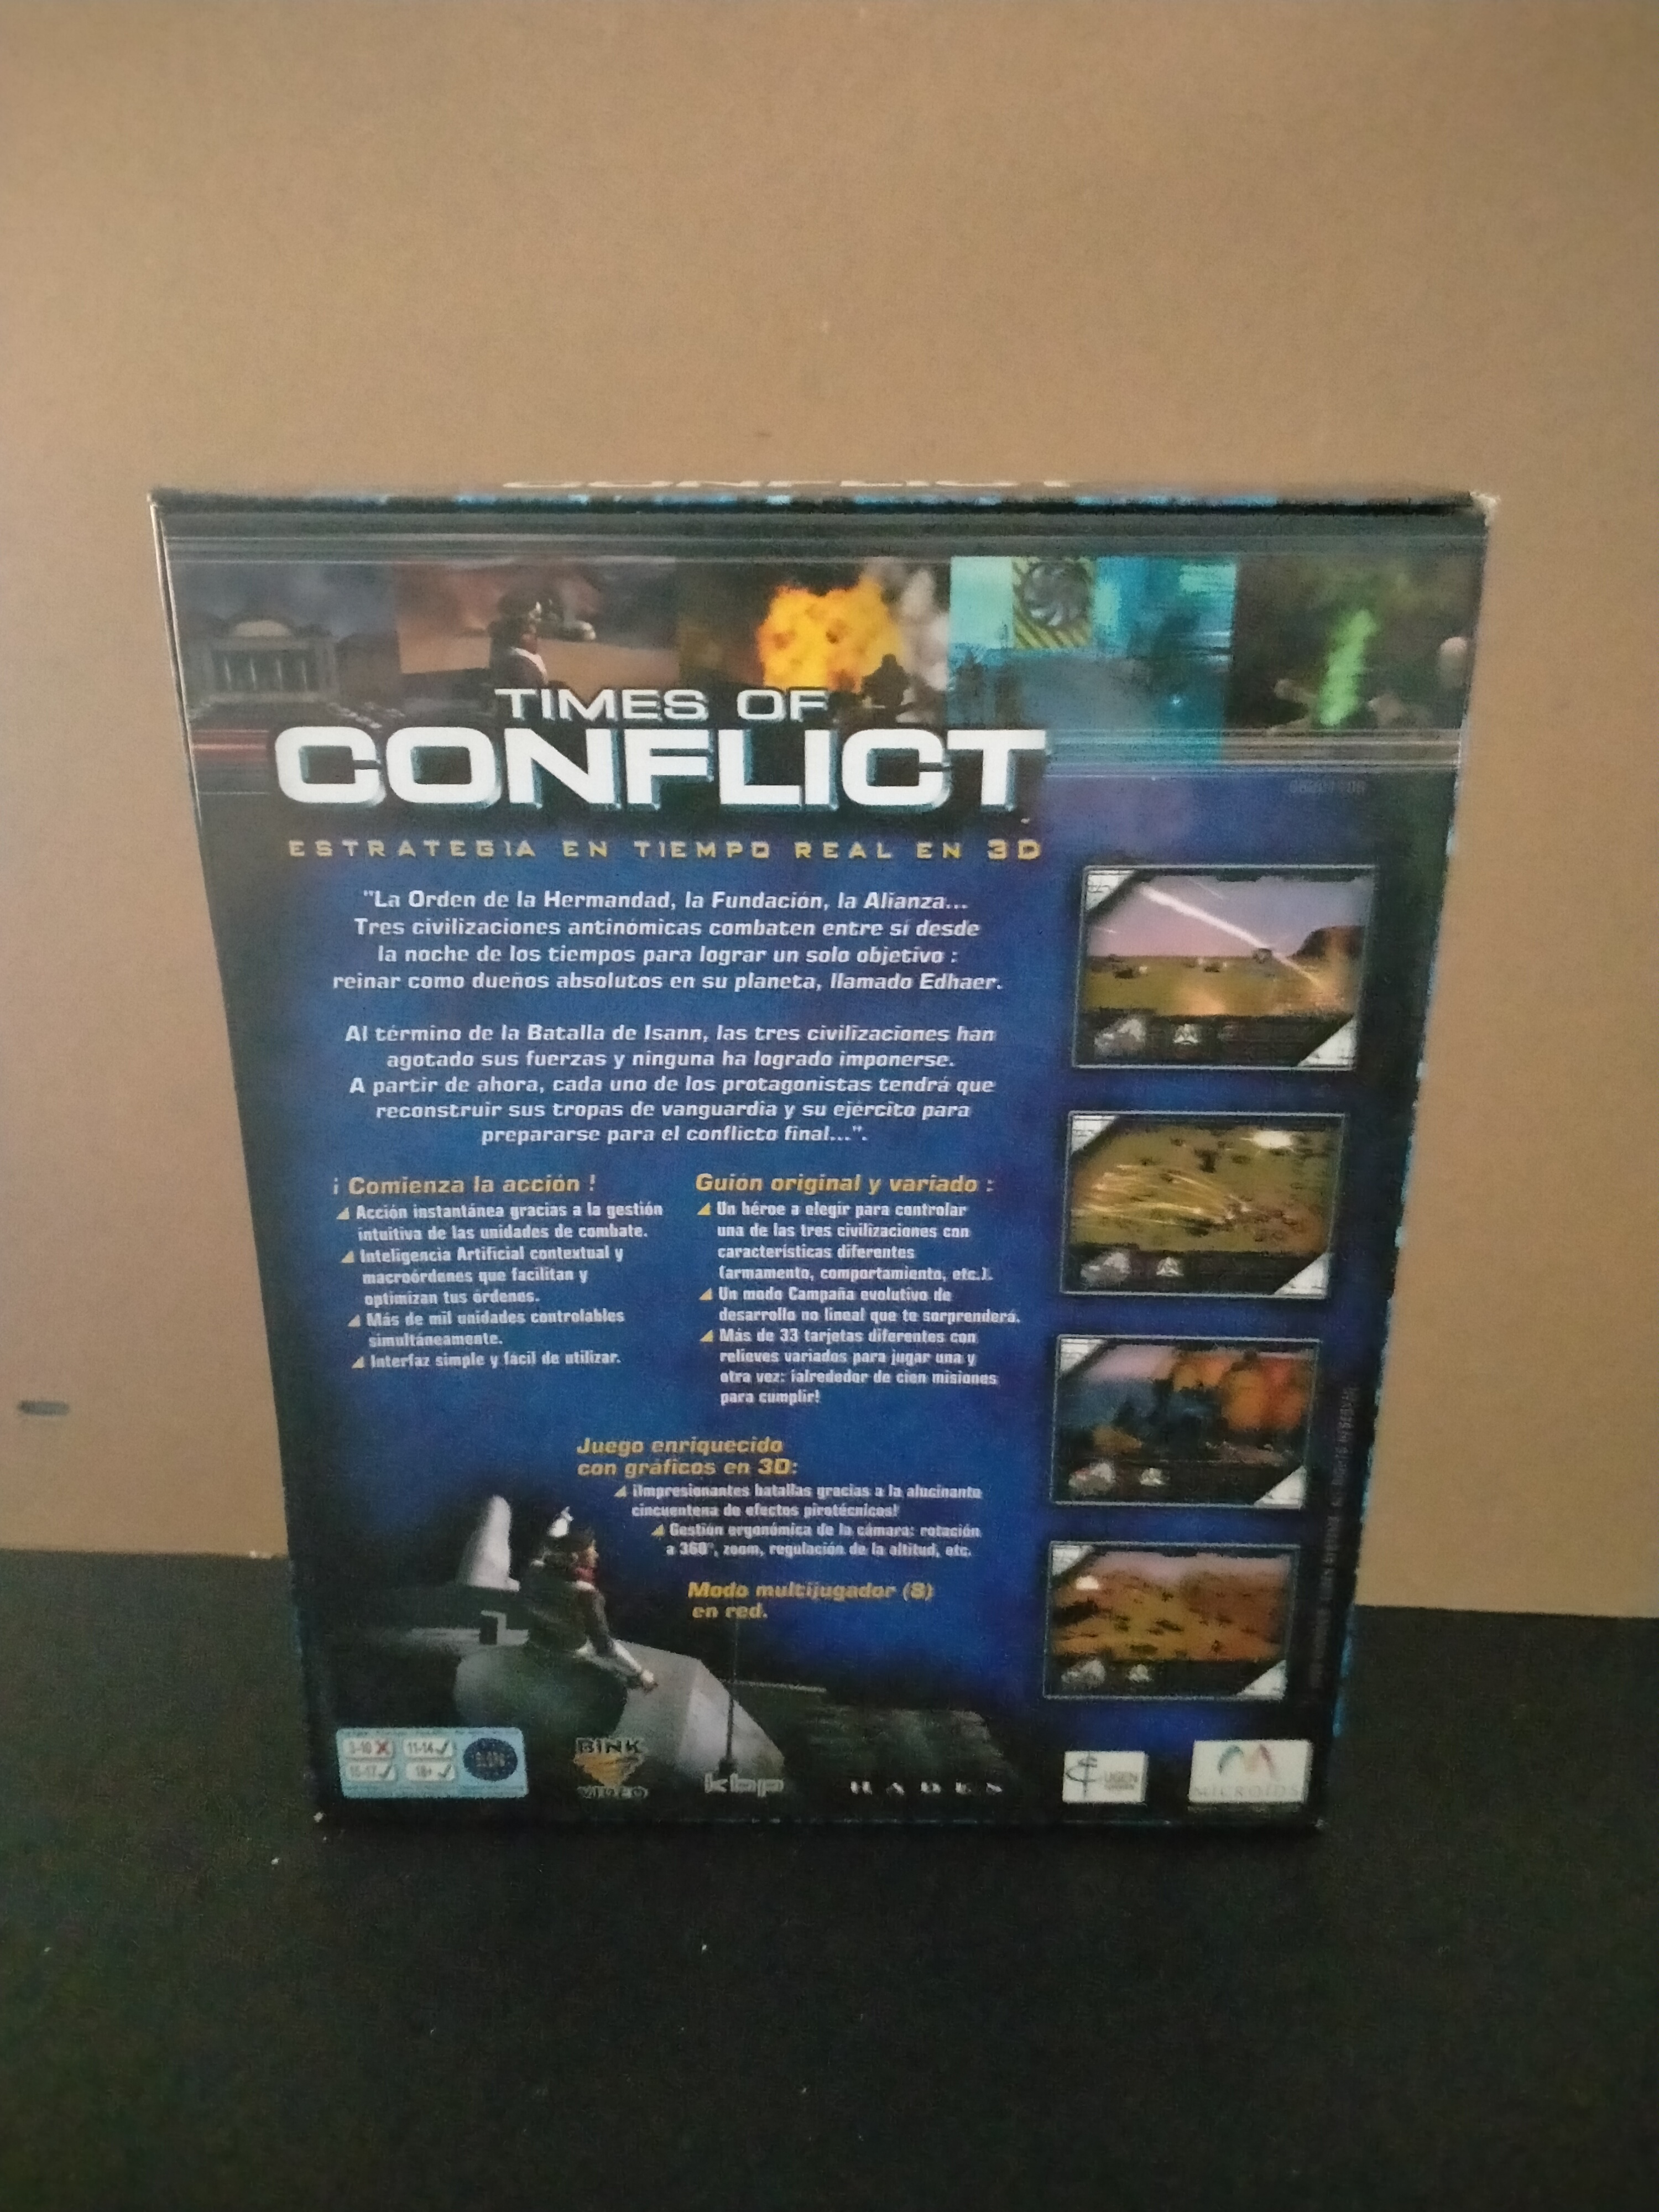 CONFLICT
TIMES OF
CONFLICT
ESTRATEGIA EN TIEMPO REAL EN 3D
"La Orden de la Hermandad, la Fundación, la Alianza...
Tres civilizaciones antinómicas combaten entre sí desde
la noche de los tiempos para lograr un solo objetivo :
reinar como dueños absolutos en su planeta, llamado Edhaer.
Al término de la Batalla de Isann, las tres civilizaciones han
agotado sus fuerzas y ninguna ha logrado imponerse.
A partir de ahora, cada uno de los protagonistas tendrá que
reconstruir sus tropas de vanguardia y su ejército para
prepararse para el conflicto final...".
¡ Comienza la acción !
Acción instantánea gracias a la gestión
intuitiva de las unidades de combate.
Inteligencia Artificial contextual y
macroórdenes que facilitan y
optimizan tus órdenes.
Más de mil unidades controlables
simultáneamente.
Interfaz simple y fácil de utilizar.
Guión original y variado :
Un héroe a elegir para controlar
una de las tres civilizaciones con
características diferentes
(armamento, comportamiento, etc.).
Un modo Campaña evolutivo de
desarrollo no lineal que te sorprenderá.
Más de 33 tarjetas diferentes con
relieves variados para jugar una y
otra vez: ¡alrededor de cien misiones
para cumplir!
Juego enriquecido
con gráficos en 3D:
¡Impresionantes batallas gracias a la alucinante
cincuentena de efectos pirotécnicos!
Gestión ergonómica de la cámara: rotación
a 360°, zoom, regulación de la altitud, etc.
Modo multijugador (8)
en red.
3-10 11-14
15-17 18+
BINK
VIDEO
kbp
HADES
UGEN
MICROIDS